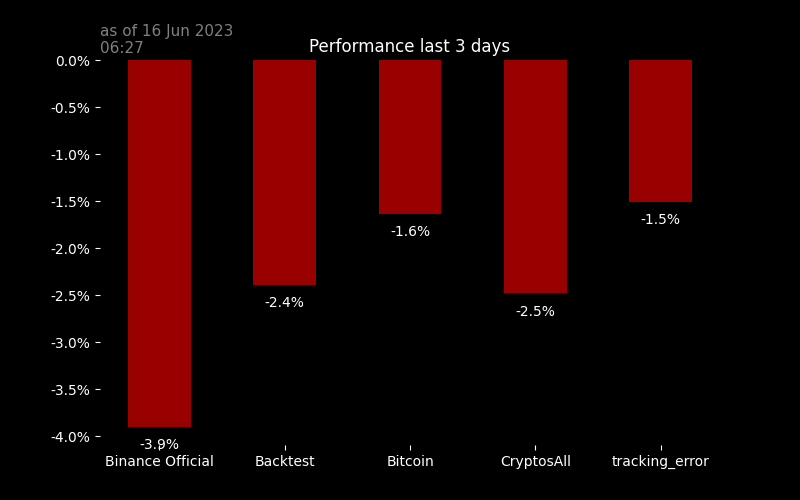 as of 16 Jun 2023
06:27
Performance last 3 days
0.0%
-0.5%
-1.0%
-1.5%
-2.0%
-2.5%
-3.0%
-3.5%
-4.0%
-3.9%
-2.4%
-1.6%
-2.5%
-1.5%
Binance Official
Backtest
Bitcoin
CryptosAll
tracking_error